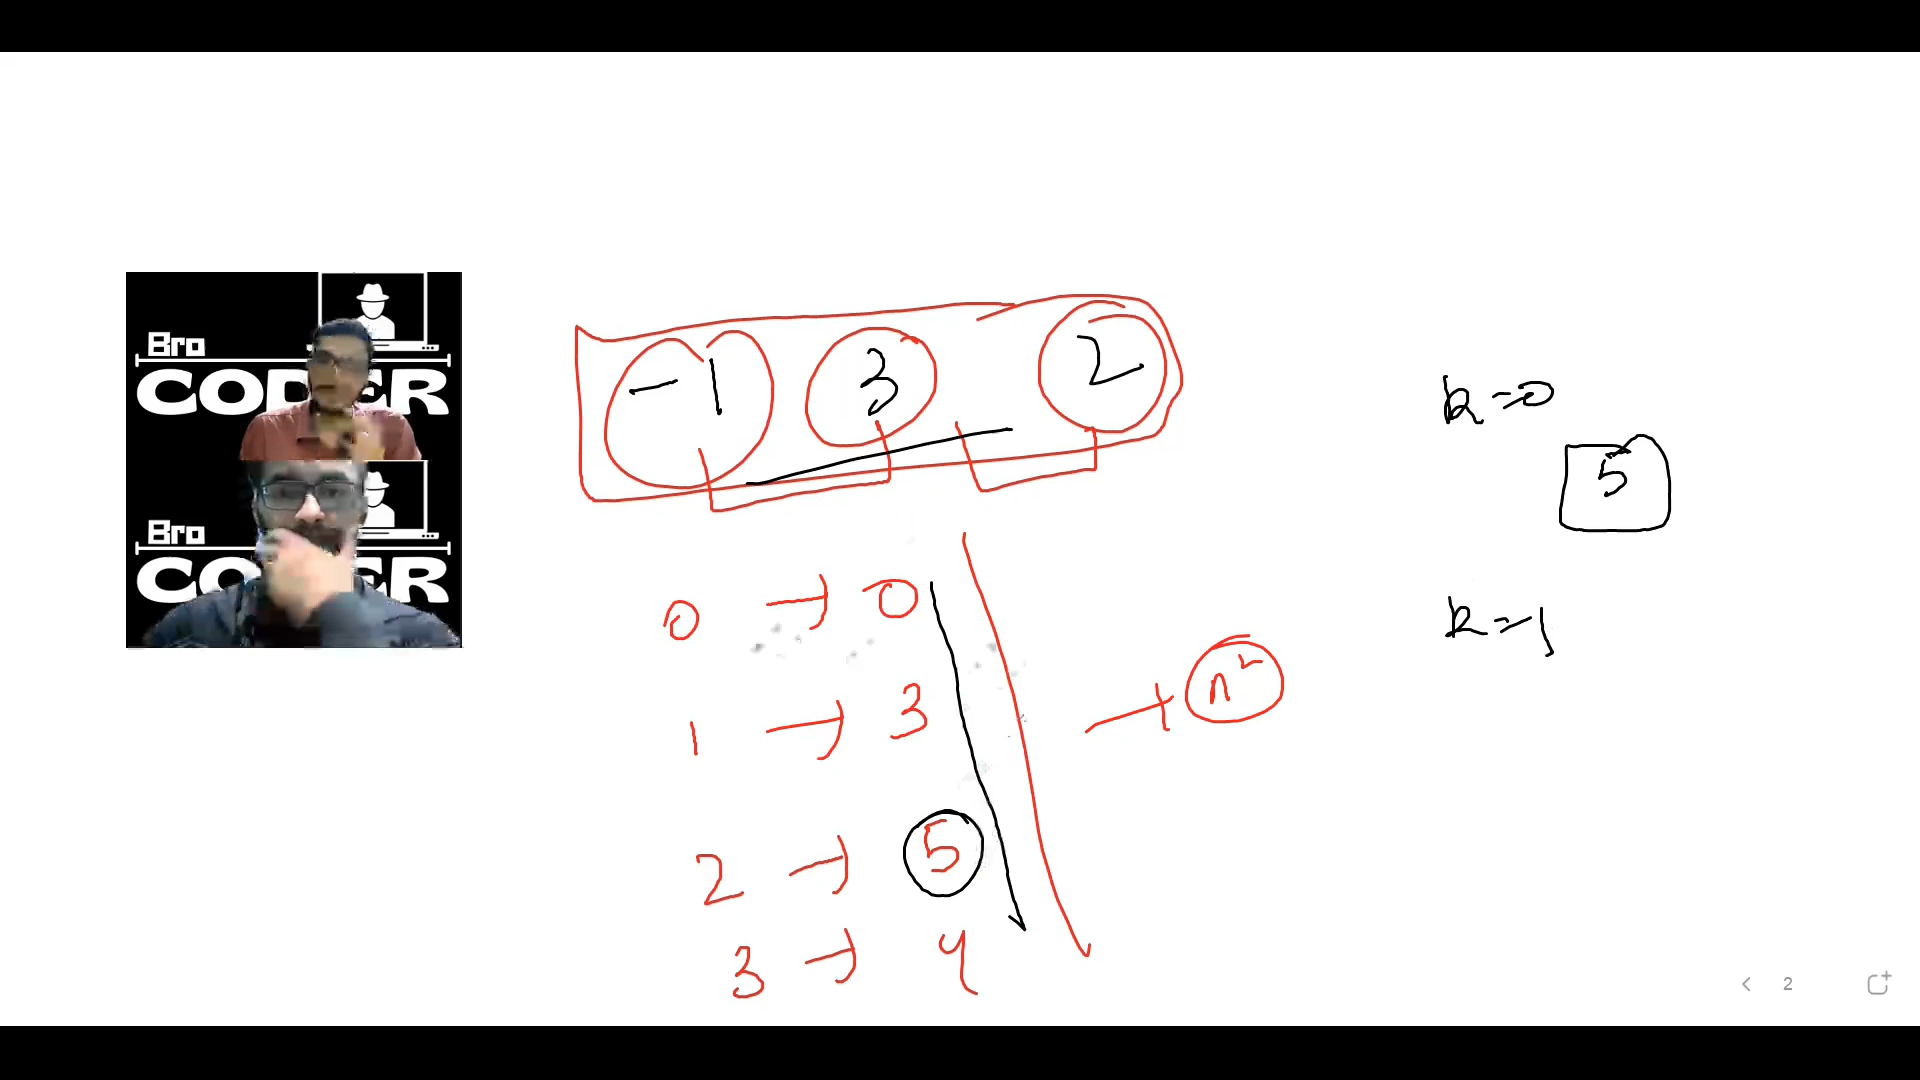 Bro
CODER
Bro
CODER
-1 3 2
0 → 0
1 → 3
2 → 5
3 → 4
→ n²
k=0
5
k=1
2